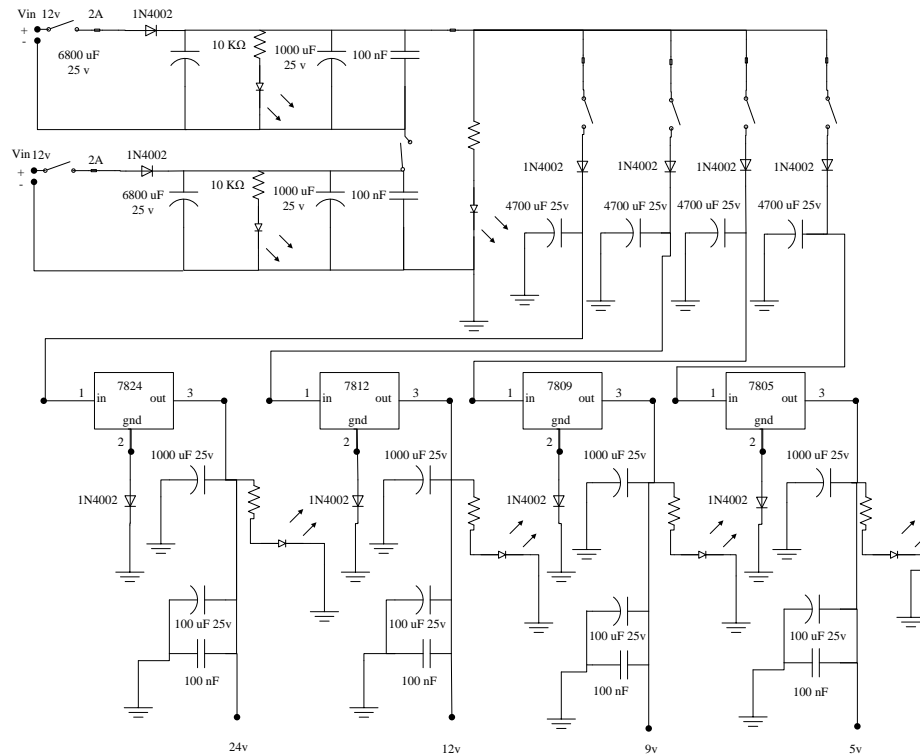 Vin 12v 2A 1N4002
+
-
6800 uF
25 v
10 KΩ
1000 uF
25 v
100 nF
Vin 12v 2A 1N4002
+
-
6800 uF
25 v
10 KΩ
1000 uF
25 v
100 nF
1N4002 1N4002 1N4002 1N4002
4700 uF 25v 4700 uF 25v 4700 uF 25v 4700 uF 25v
1 7824 3
in out
gnd
2
1 7812 3
in out
gnd
2
1 7809 3
in out
gnd
2
1 7805 3
in out
gnd
2
1000 uF 25v 1000 uF 25v 1000 uF 25v 1000 uF 25v
1N4002 1N4002 1N4002 1N4002
100 uF 25v 100 uF 25v 100 uF 25v 100 uF 25v
100 nF 100 nF 100 nF 100 nF
24v 12v 9v 5v